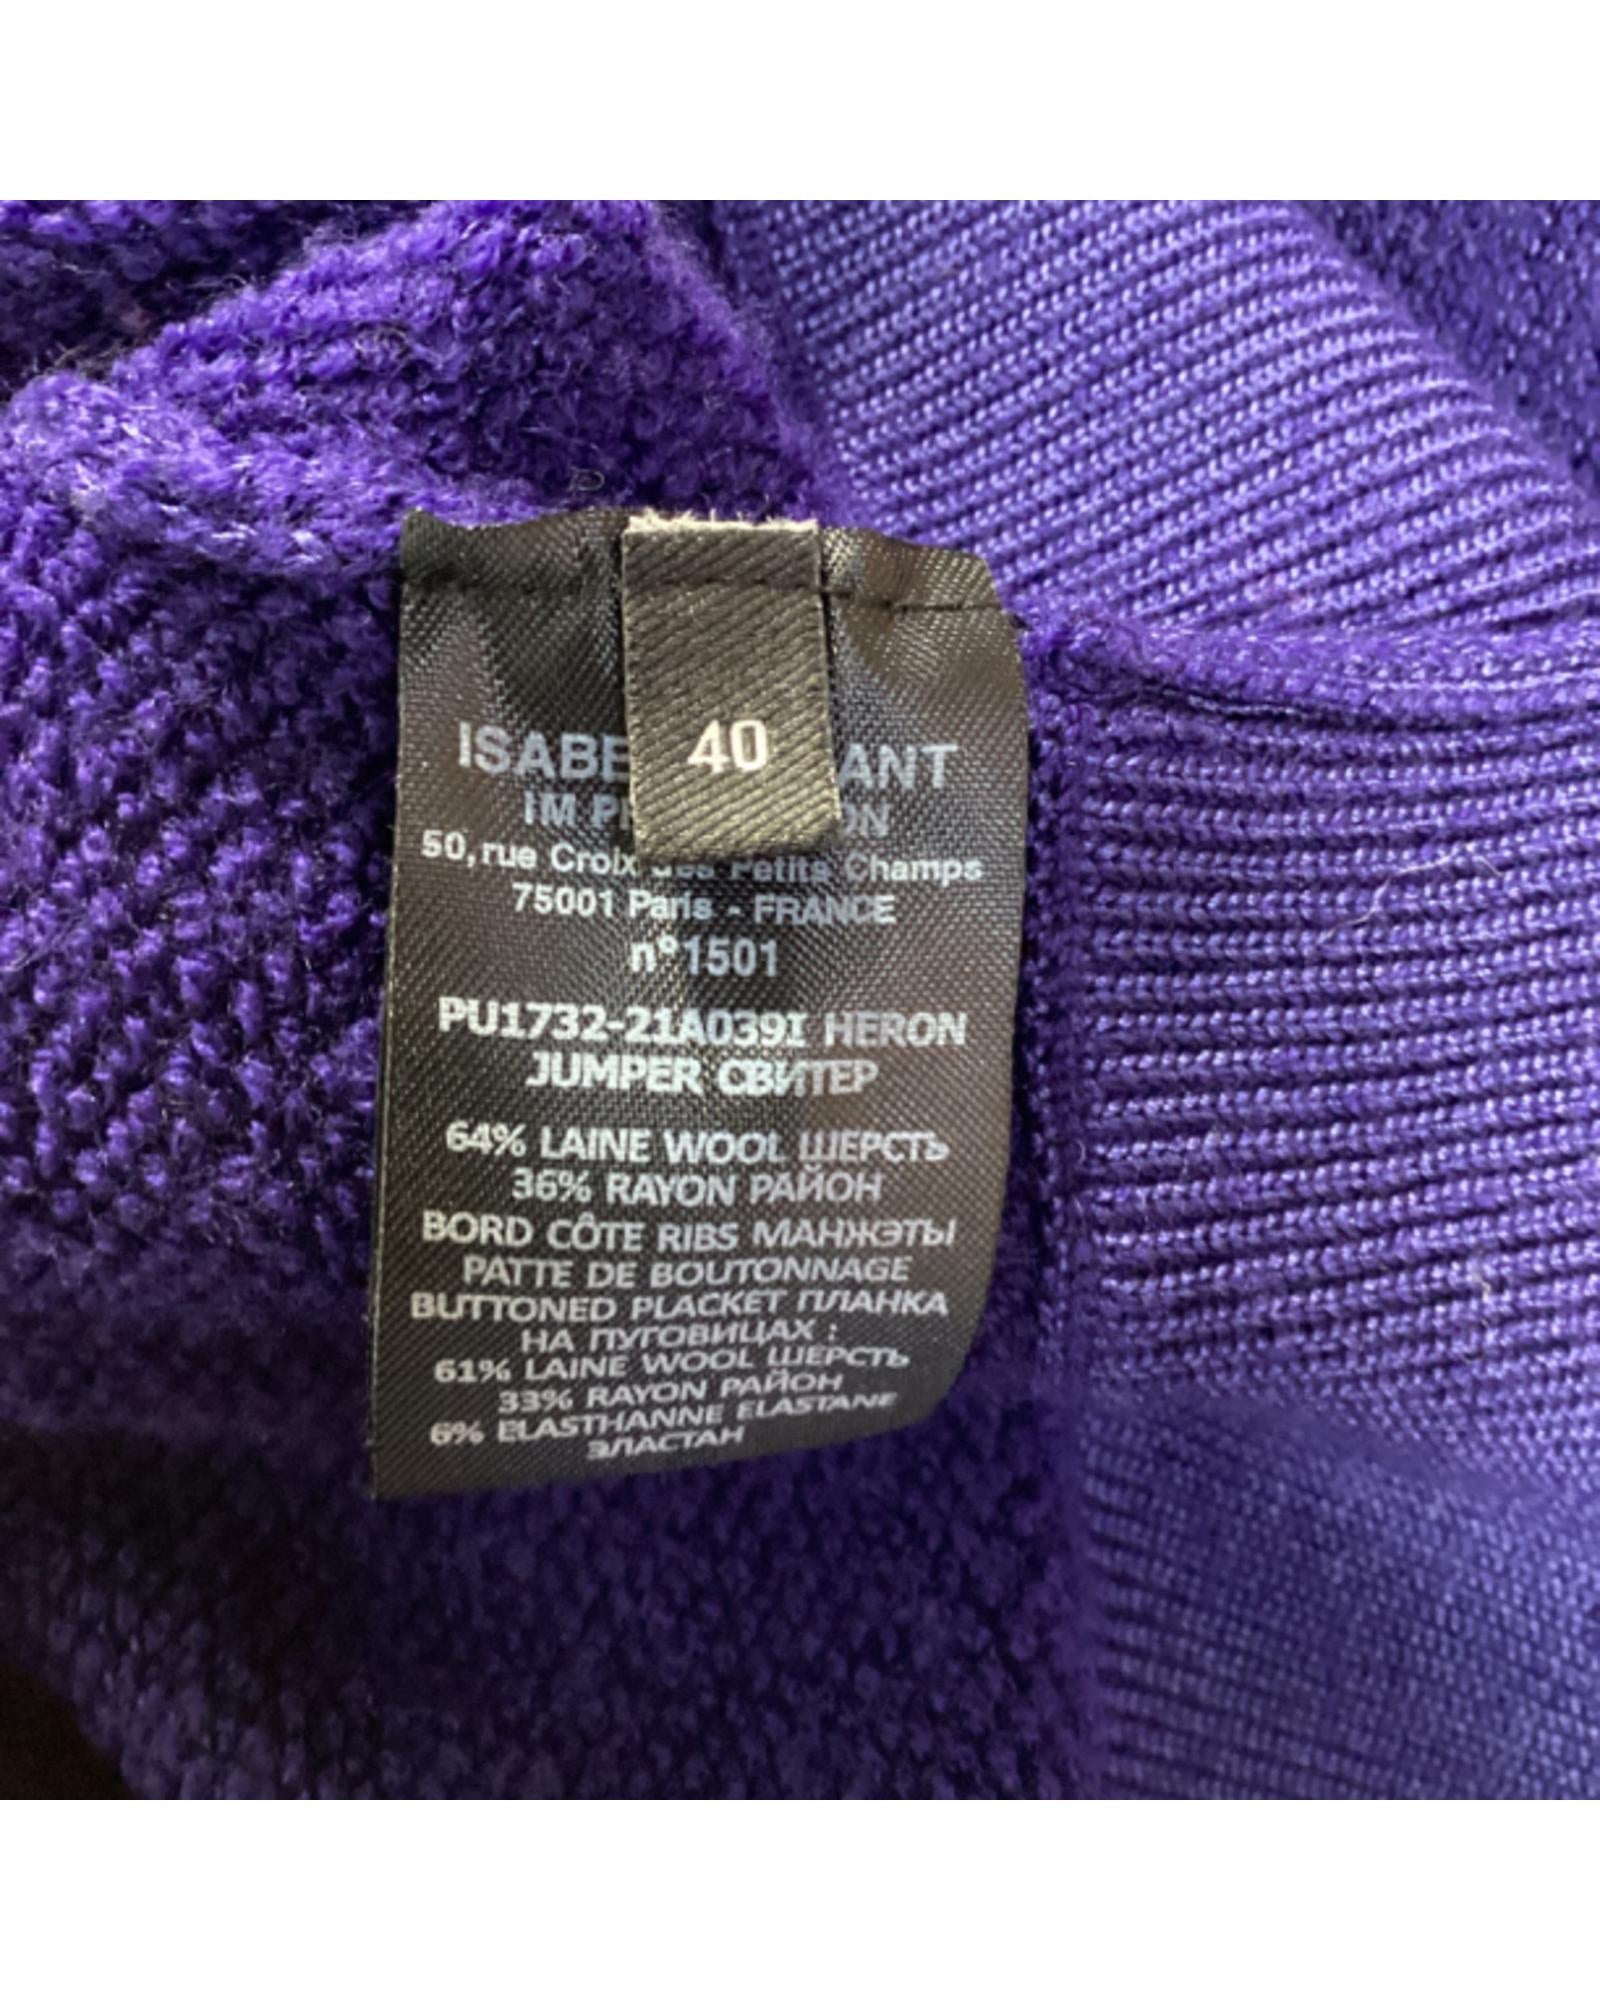 40
ISABE ANT
IM P ON
50, rue Croix des Petits Champs
75001 Paris - FRANCE
n°1501
PU1732-21A039I HERON
JUMPER СВИТЕР
64% LAINE WOOL ШЕРСТЬ
36% RAYON РАЙОН
BORD CÔTE RIBS МАНЖЭТЫ
PATTE DE BOUTONNAGE
BUTTONED PLACKET ПЛАНКА
НА ПУГОВИЦАХ :
61% LAINE WOOL ШЕРСТЬ
33% RAYON РАЙОН
6% ELASTHANNE ELASTANE
ЭЛАСТАН